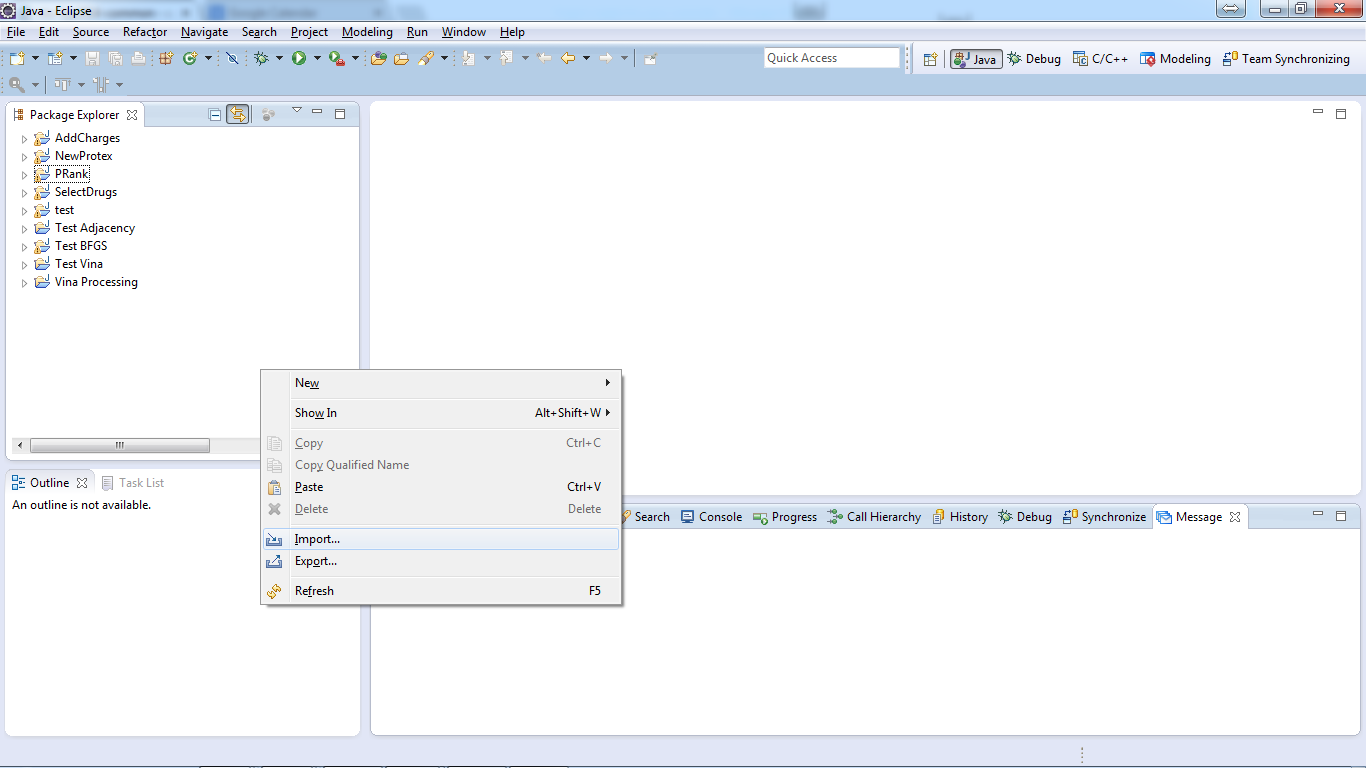 Java - Eclipse
File Edit Source Refactor Navigate Search Project Modeling Run Window Help
Quick Access
Java Debug C/C++ Modeling Team Synchronizing
Package Explorer
AddCharges
NewProtex
PRank
SelectDrugs
test
Test Adjacency
Test BFGS
Test Vina
Vina Processing
New
Show In Alt+Shift+W
Copy Ctrl+C
Copy Qualified Name
Paste Ctrl+V
Delete Delete
Import...
Export...
Refresh F5
Outline Task List
An outline is not available.
Search Console Progress Call Hierarchy History Debug Synchronize Message